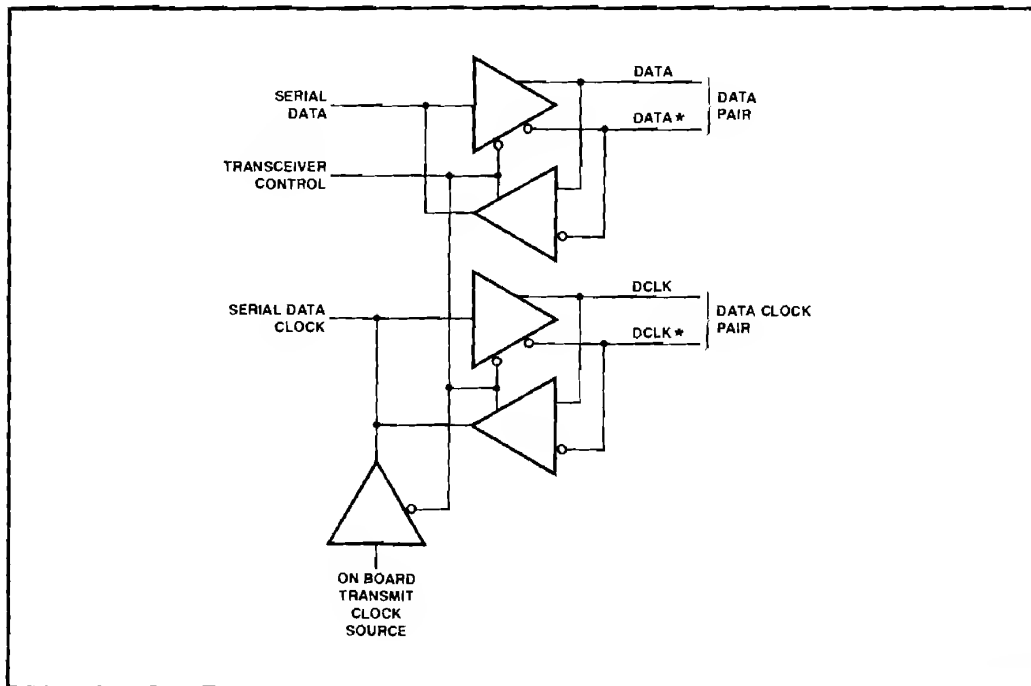 SERIAL
DATA
TRANSCEIVER
CONTROL
DATA
DATA*
DATA
PAIR
SERIAL DATA
CLOCK
DCLK
DCLK*
DATA CLOCK
PAIR
ON BOARD
TRANSMIT
CLOCK
SOURCE